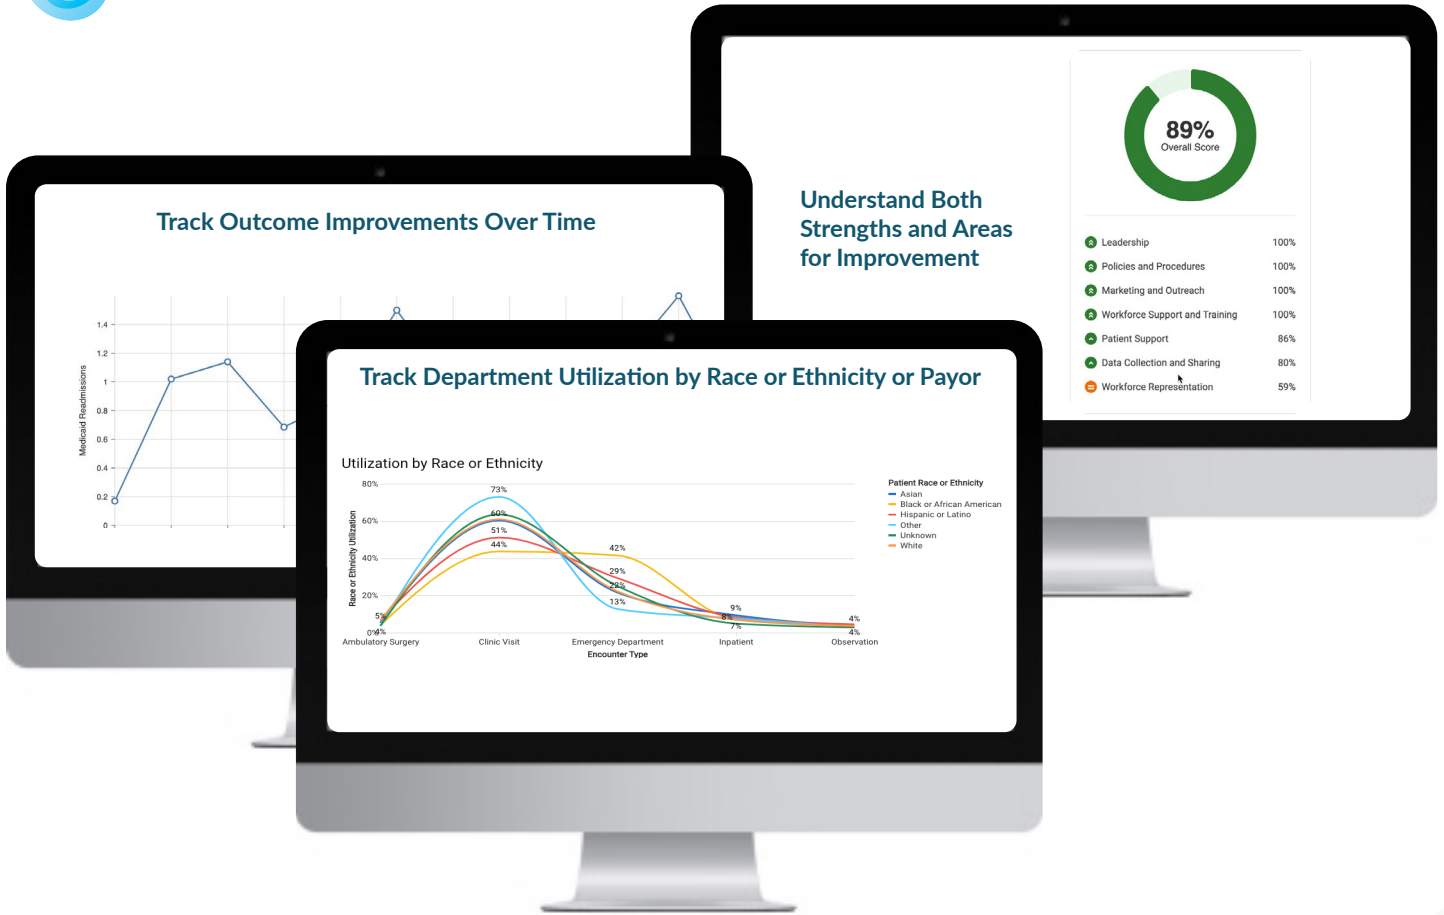 Track Outcome Improvements Over Time
1.4
1.2
1
0.8
0.6
0.4
0.2
0
Medicaid Readmissions
Understand Both
Strengths and Areas
for Improvement
89%
Overall Score
Leadership 100%
Policies and Procedures 100%
Marketing and Outreach 100%
Workforce Support and Training 100%
Patient Support 86%
Data Collection and Sharing 80%
Workforce Representation 59%
Track Department Utilization by Race or Ethnicity or Payor
Utilization by Race or Ethnicity
80%
60%
40%
20%
0%
Race or Ethnicity Utilization
73%
60%
51%
44%
42%
29%
22%
13%
5%
4%
9%
8%
7%
4%
4%
Ambulatory Surgery Clinic Visit Emergency Department Inpatient Observation
Encounter Type
Patient Race or Ethnicity
Asian
Black or African American
Hispanic or Latino
Other
Unknown
White